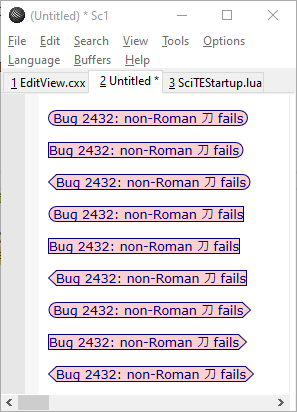 (Untitled) * Sc1
File Edit Search View Tools Options
Language Buffers Help
1 EditView.cxx 2 Untitled * 3 SciTEStartup.lua
Bug 2432: non-Roman 刀 fails
Bug 2432: non-Roman 刀 fails
Bug 2432: non-Roman 刀 fails
Bug 2432: non-Roman 刀 fails
Bug 2432: non-Roman 刀 fails
Bug 2432: non-Roman 刀 fails
Bug 2432: non-Roman 刀 fails
Bug 2432: non-Roman 刀 fails
Bug 2432: non-Roman 刀 fails